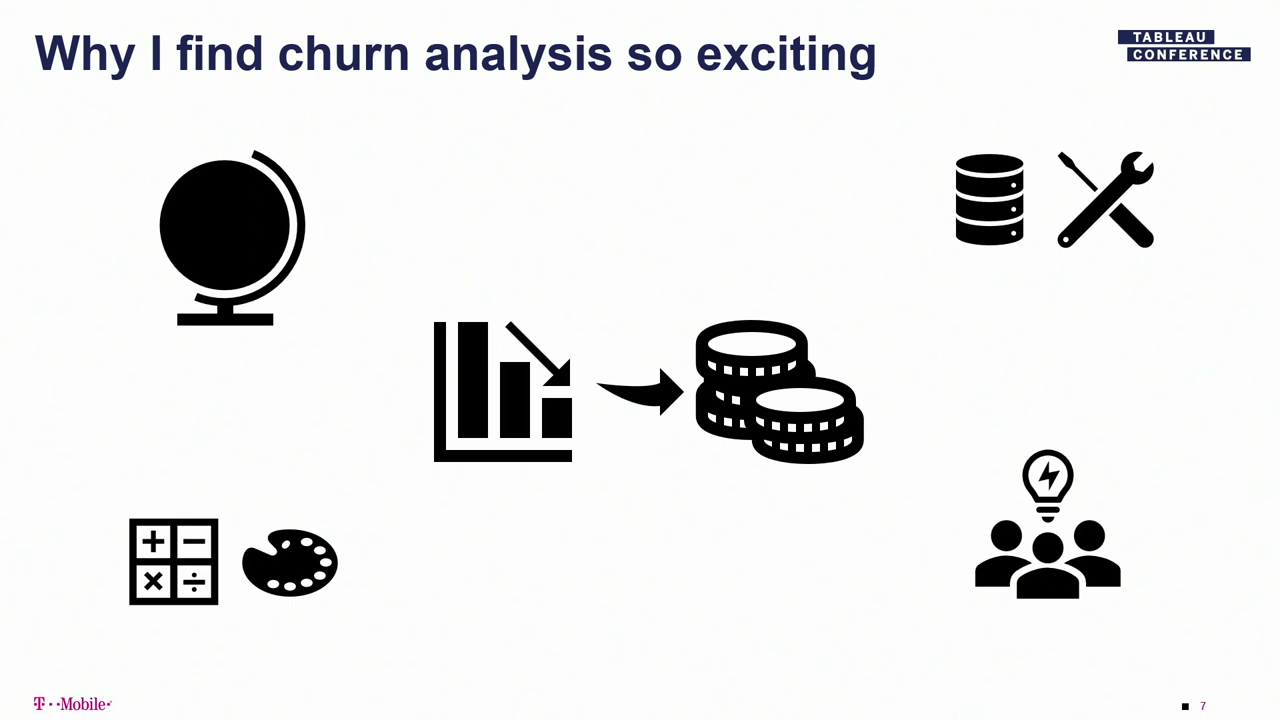 Why I find churn analysis so exciting
TABLEAU
CONFERENCE
+ −
× ÷
T··Mobile·
7